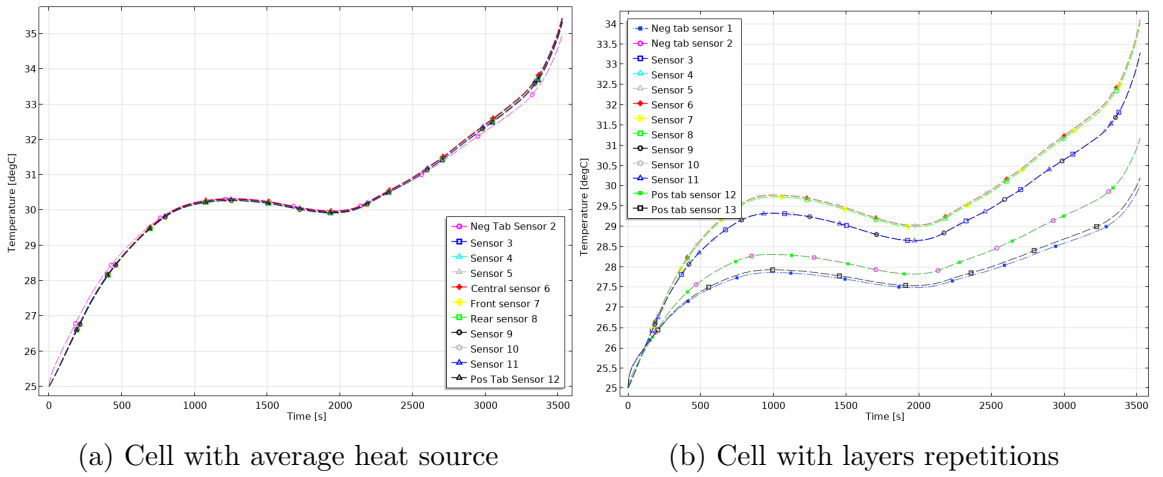 35
34
33
32
31
30
29
28
27
26
25
Temperature [degC]
0
500
1000
1500
2000
2500
3000
3500
Time [s]
Neg Tab Sensor 2
Sensor 3
Sensor 4
Sensor 5
Central sensor 6
Front sensor 7
Rear sensor 8
Sensor 9
Sensor 10
Sensor 11
Pos Tab Sensor 12
(a) Cell with average heat source
34
33.5
33
32.5
32
31.5
31
30.5
30
29.5
29
28.5
28
27.5
27
26.5
26
25.5
25
Temperature [degC]
0
500
1000
1500
2000
2500
3000
3500
Time [s]
Neg tab sensor 1
Neg tab sensor 2
Sensor 3
Sensor 4
Sensor 5
Sensor 6
Sensor 7
Sensor 8
Sensor 9
Sensor 10
Sensor 11
Pos tab sensor 12
Pos tab sensor 13
(b) Cell with layers repetitions